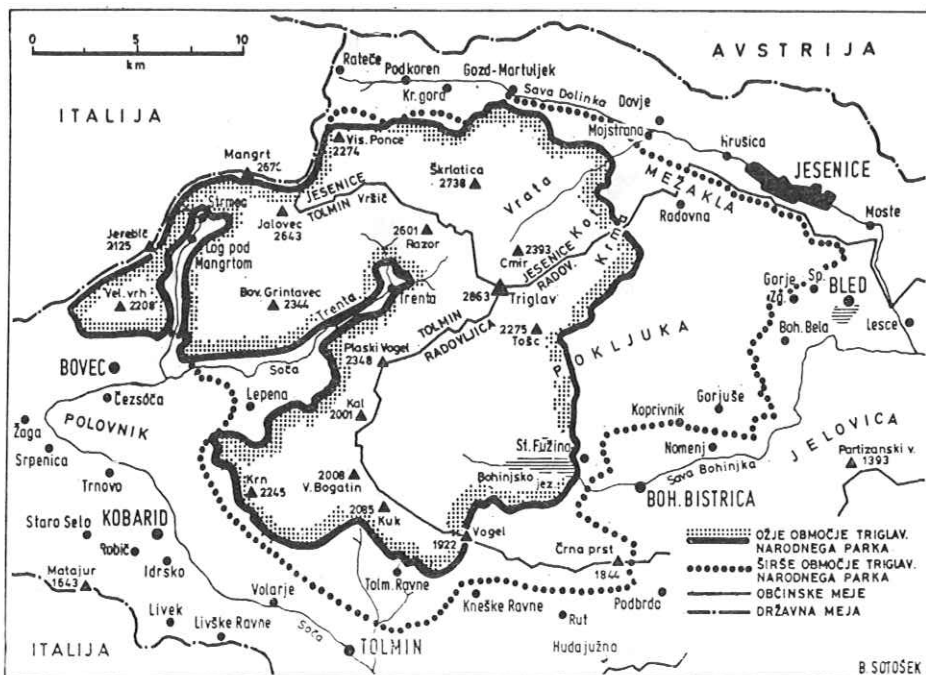 0 5 10
km
AVSTRIJA
ITALIJA
Rateče
Podkoren
Gozd-Martuljek
Kr. gora
Sava Dolinka
Dovje
Mojstrana
Hrušica
JESENICE
Vis. Ponce
2274
Mangrt
Škrlatica
2738
MEŽAKLA
Moste
JESENICE
TOLMIN
Vršič
Vrata
Kot
Radovna
Jalovec
2643
2601
Razor
2393
Cmir
Krma
JESENICE
RADOV.
Jerebic
2125
Log pod
Mangrtom
Vel. vrh
2208
Bov. Grintavec
2344
Trenta
Trenta
2863
Triglav
Gorje
Sp.
Zg.
BLED
Lesce
Boh. Bela
TOLMIN
RADOVLJICA
2275
Tošc
POKLJUKA
Plaski Vogel
2348
BOVEC
Soča
Čezsoča
Lepena
Kal
2001
Gorjuše
Koprivnik
POLOVNIK
Žaga
Srpenica
Nomenj
JELOVICA
St. Fužina
Partizanski v.
1393
Sava Bohinjka
Trnovo
Krn
2245
2008
V. Bogatin
Bohinjsko
jez.
BOH. BISTRICA
Staro Selo
KOBARID
2085
Kuk
Robič
Idrsko
1922
Vogel
Črna prst
1844
Matajur
1643
Tolm. Ravne
Volarje
Kneške Ravne
Podbrdo
Livek
Livške Ravne
Rut
Soča
Hudajužna
ITALIJA
TOLMIN
OŽJE OBMOČJE TRIGLAV.
NARODNEGA PARKA
ŠIRŠE OBMOČJE TRIGLAV.
NARODNEGA PARKA
OBČINSKE MEJE
DRŽAVNA MEJA
B. SOTOŠEK